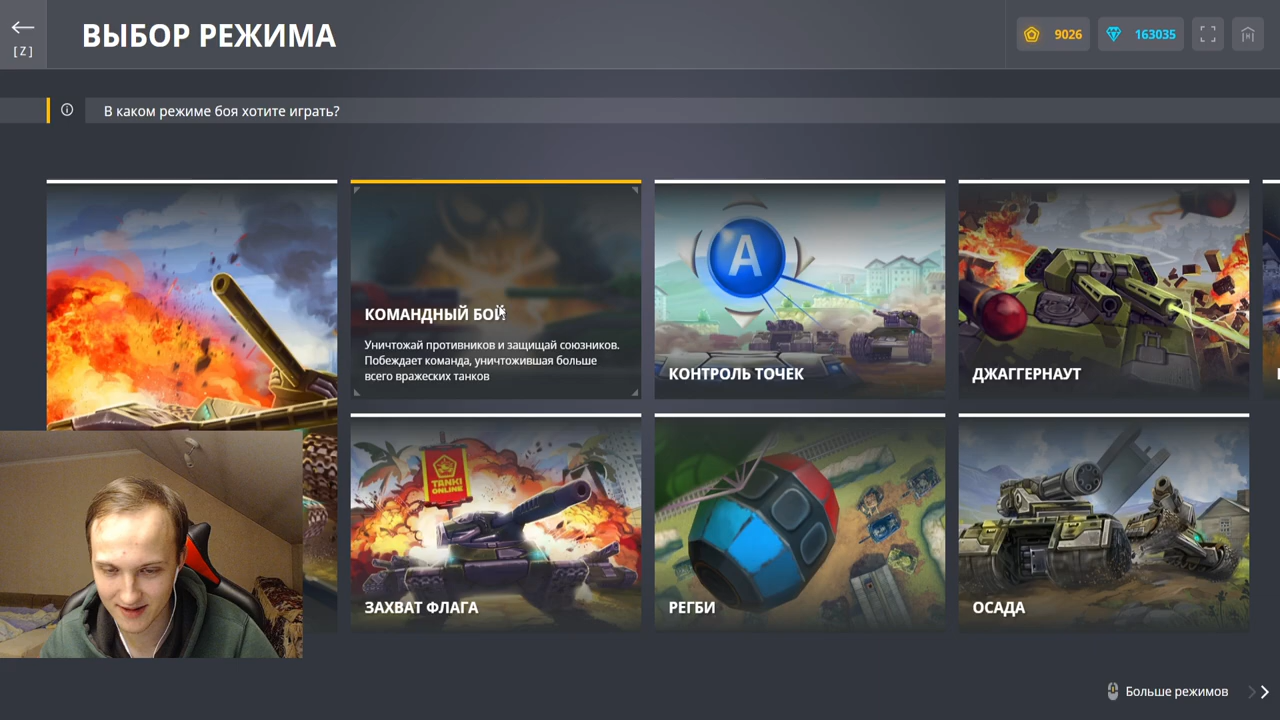 [Z]
ВЫБОР РЕЖИМА
9026
163035
В каком режиме боя хотите играть?
КОМАНДНЫЙ БОЙ
Уничтожай противников и защищай союзников.
Побеждает команда, уничтожившая больше
всего вражеских танков
A
КОНТРОЛЬ ТОЧЕК
ДЖАГГЕРНАУТ
TANKI
ONLINE
ЗАХВАТ ФЛАГА
РЕГБИ
ОСАДА
Больше режимов